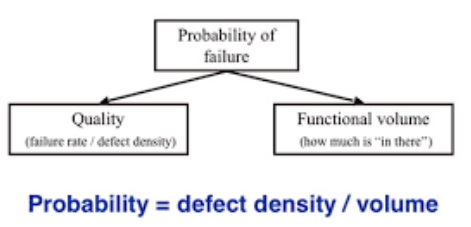 Probability of
failure
Quality
(failure rate / defect density)
Functional volume
(how much is “in there”)
Probability = defect density / volume